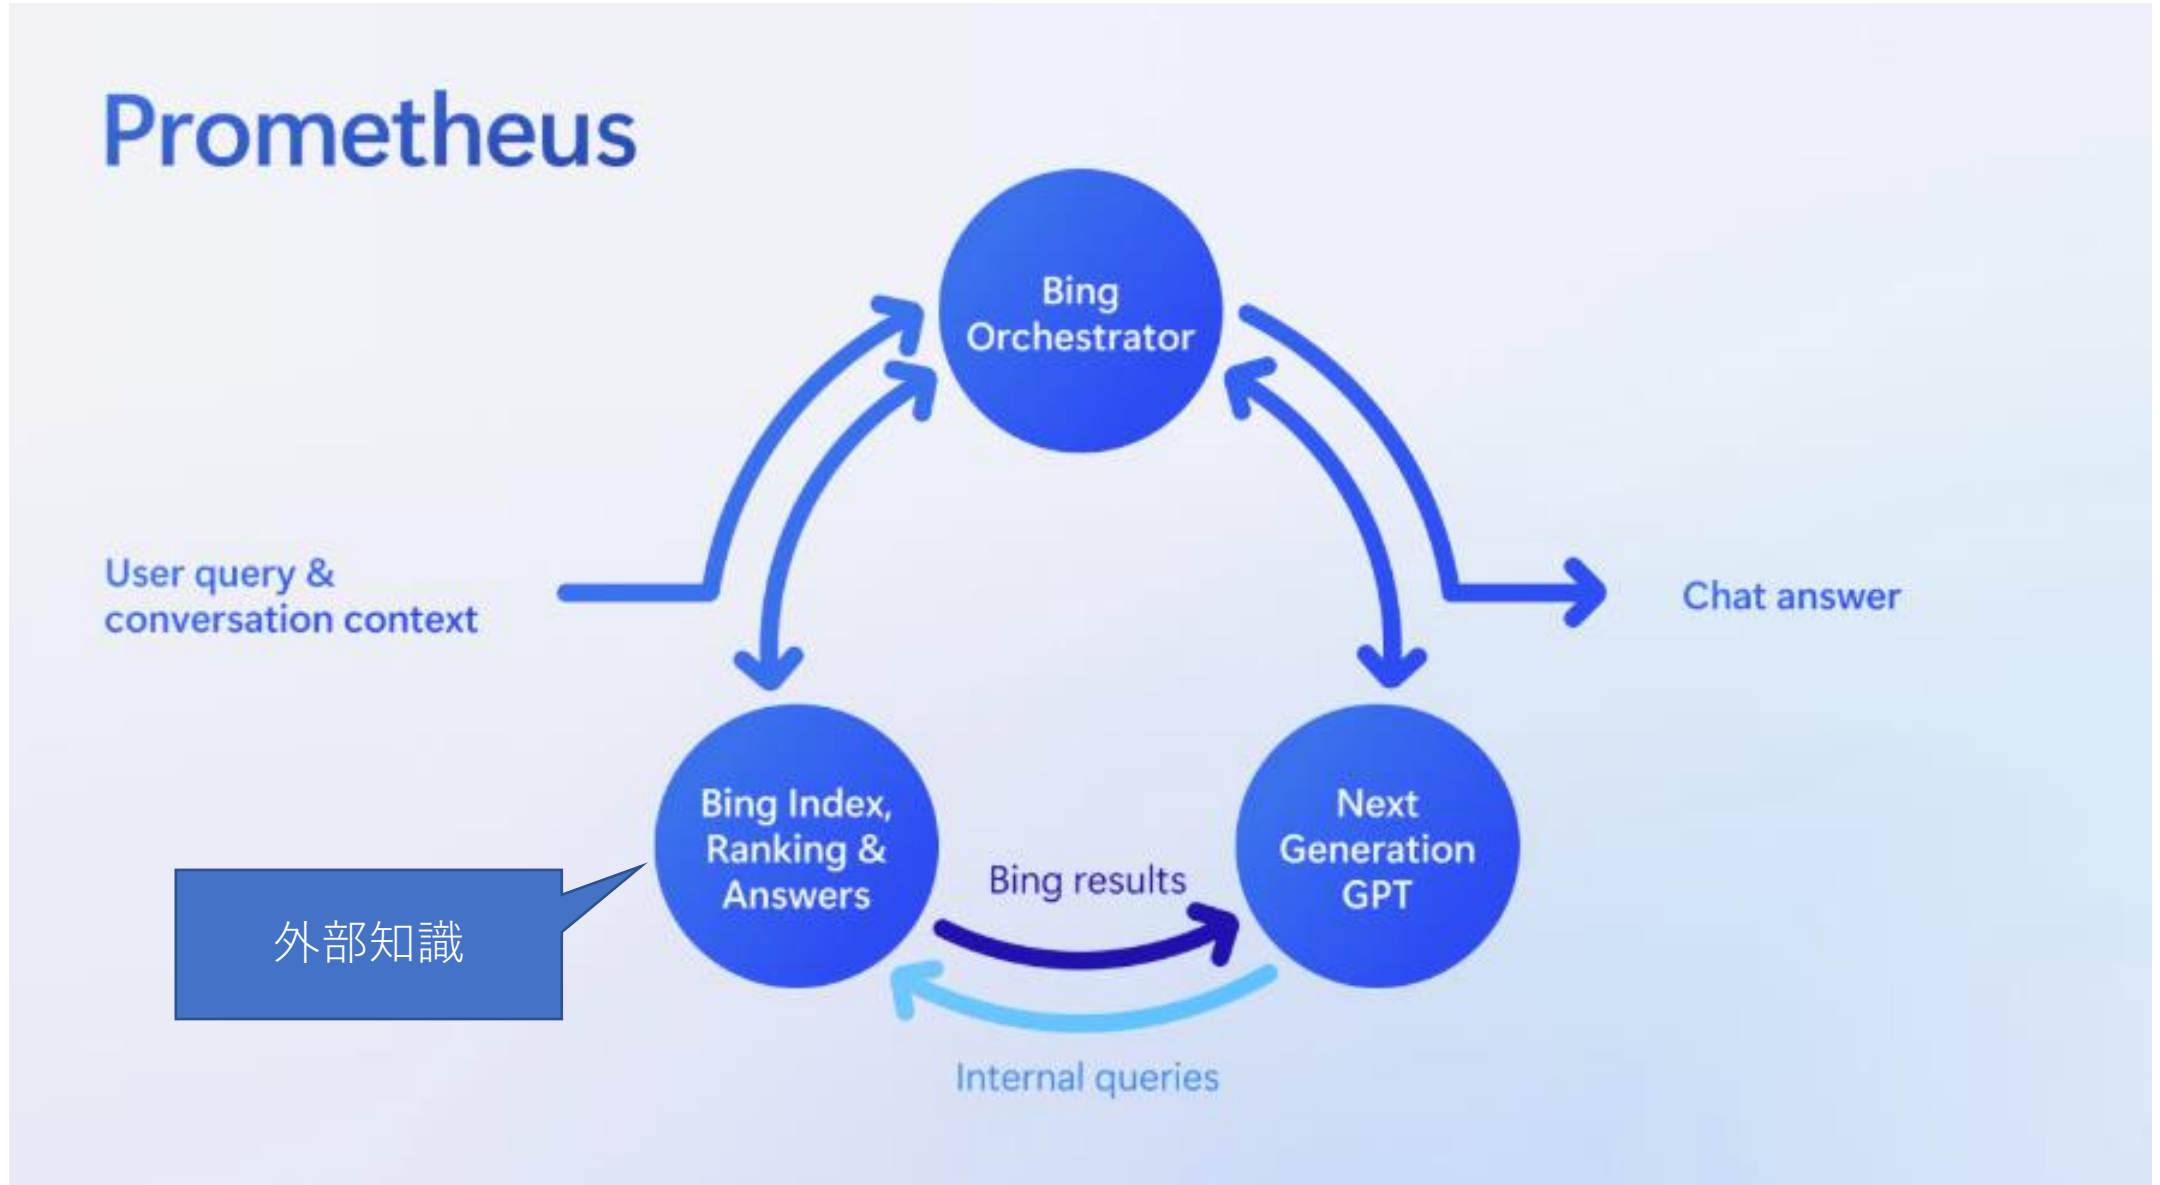 Prometheus
Bing
Orchestrator
User query &
conversation context
Chat answer
Bing Index,
Ranking &
Answers
外部知識
Bing results
Next
Generation
GPT
Internal queries